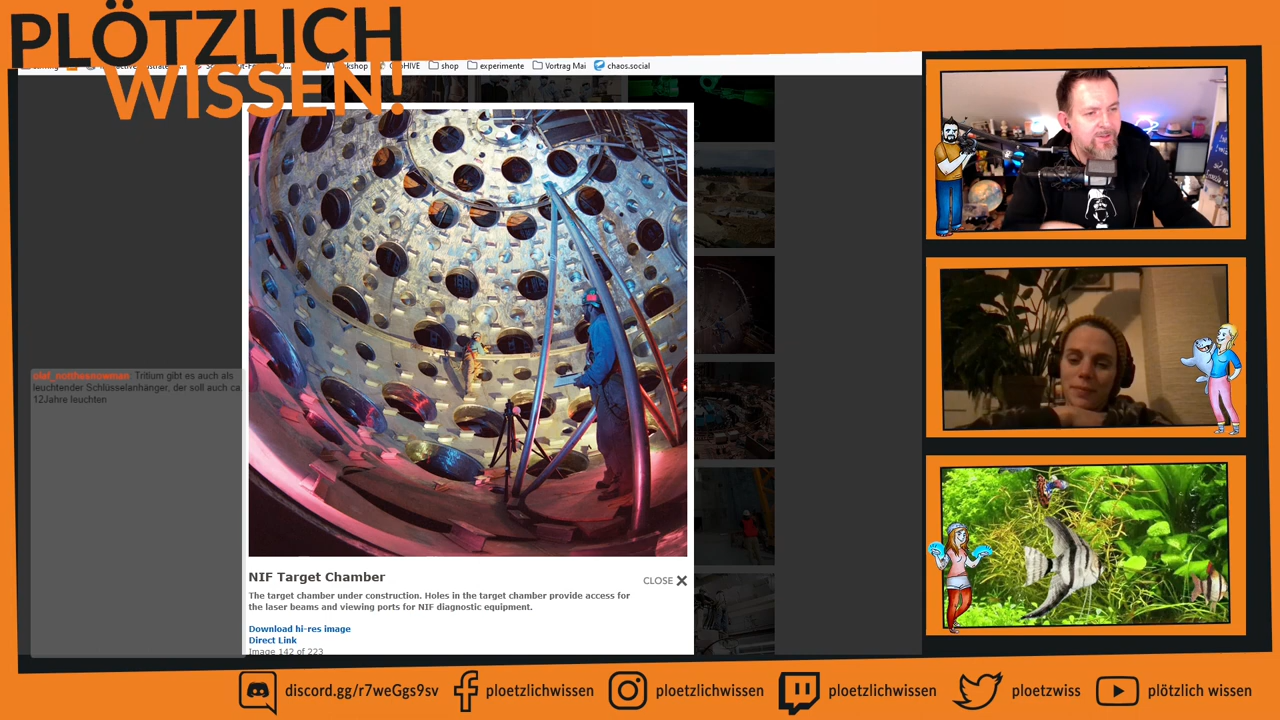 PLÖTZLICH
WISSEN!
shop
experimente
Vortrag Mai
chaos.social
olaf_notthesnowman Tritium gibt es auch als
leuchtender Schlüsselanhänger, der soll auch ca
12Jahre leuchten
NIF Target Chamber
CLOSE
The target chamber under construction. Holes in the target chamber provide access for
the laser beams and viewing ports for NIF diagnostic equipment.
Download hi-res image
Direct Link
Image 142 of 223
discord.gg/r7weGgs9sv
ploetzlichwissen
ploetzlichwissen
ploetzlichwissen
ploetzwiss
plötzlich wissen